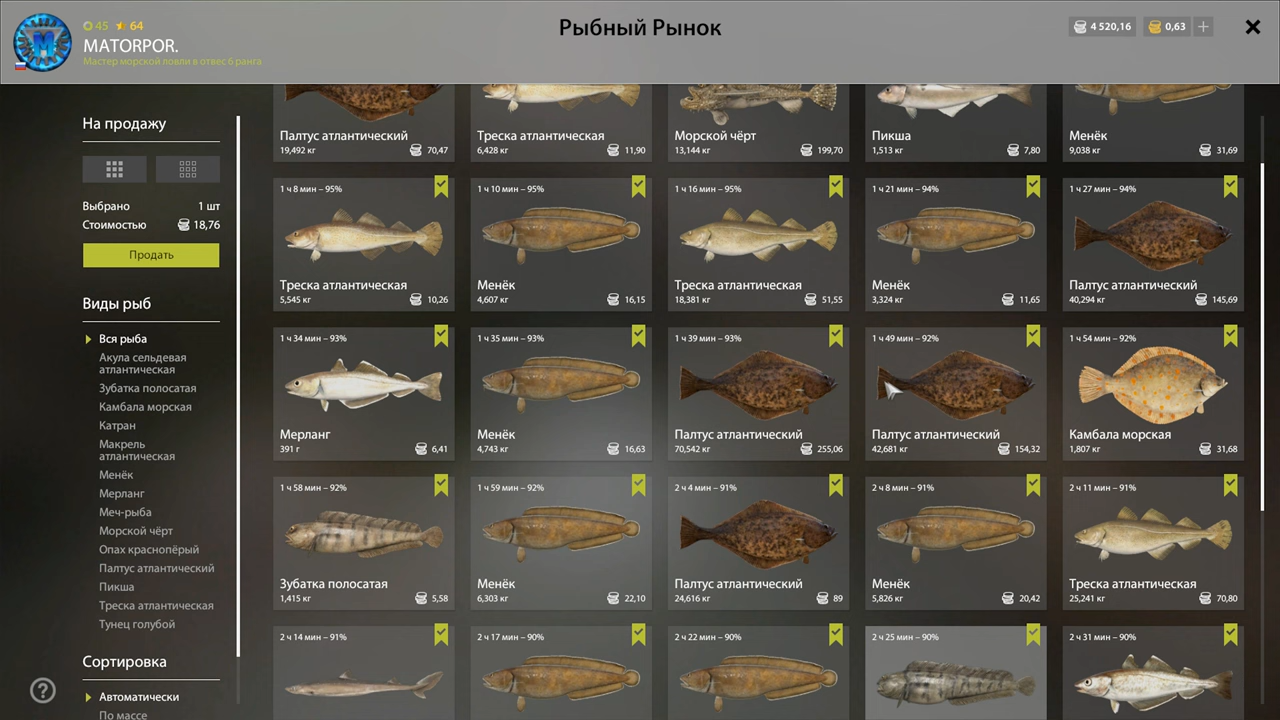 45 64
MATORPOR.
Мастер морской ловли в отвес 6 ранга
Рыбный Рынок
4 520,16
0,63
На продажу
Выбрано 1 шт
Стоимостью 18,76
Продать
Виды рыб
Вся рыба
Акула сельдевая
атлантическая
Зубатка полосатая
Камбала морская
Катран
Макрель
атлантическая
Менёк
Мерланг
Меч-рыба
Морской чёрт
Опах краснопёрый
Палтус атлантический
Пикша
Треска атлантическая
Тунец голубой
Сортировка
Автоматически
По массе
?
Палтус атлантический
19,492 кг 70,47
Треска атлантическая
6,428 кг 11,90
Морской чёрт
13,144 кг 199,70
Пикша
1,513 кг 7,80
Менёк
9,038 кг 31,69
1 ч 8 мин – 95%
Треска атлантическая
5,545 кг 10,26
1 ч 10 мин – 95%
Менёк
4,607 кг 16,15
1 ч 16 мин – 95%
Треска атлантическая
18,381 кг 51,55
1 ч 21 мин – 94%
Менёк
3,324 кг 11,65
1 ч 27 мин – 94%
Палтус атлантический
40,294 кг 145,69
1 ч 34 мин – 93%
Мерланг
391 г 6,41
1 ч 35 мин – 93%
Менёк
4,743 кг 16,63
1 ч 39 мин – 93%
Палтус атлантический
70,542 кг 255,06
1 ч 49 мин – 92%
Палтус атлантический
42,681 кг 154,32
1 ч 54 мин – 92%
Камбала морская
1,807 кг 31,68
1 ч 58 мин – 92%
Зубатка полосатая
1,415 кг 5,58
1 ч 59 мин – 92%
Менёк
6,303 кг 22,10
2 ч 4 мин – 91%
Палтус атлантический
24,616 кг 89
2 ч 8 мин – 91%
Менёк
5,826 кг 20,42
2 ч 11 мин – 91%
Треска атлантическая
25,241 кг 70,80
2 ч 14 мин – 91%
2 ч 17 мин – 90%
2 ч 22 мин – 90%
2 ч 25 мин – 90%
2 ч 31 мин – 90%